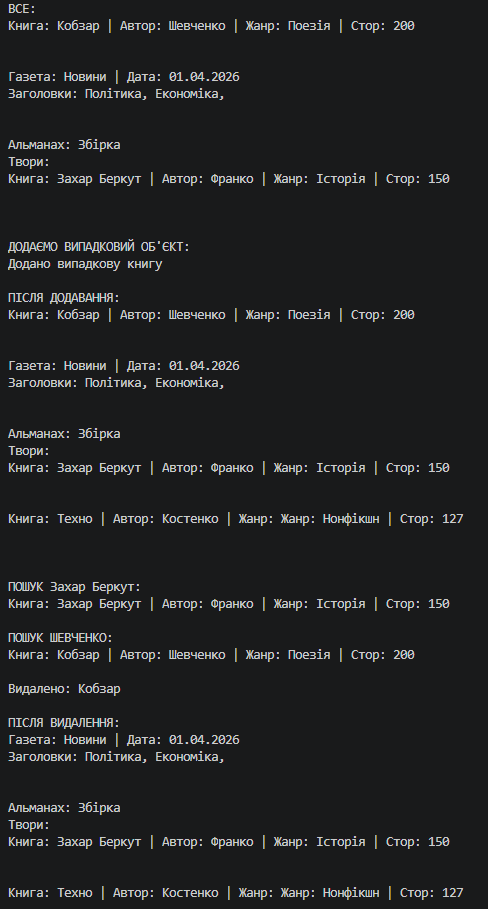 ВСЕ:
Книга: Кобзар | Автор: Шевченко | Жанр: Поезія | Стор: 200
Газета: Новини | Дата: 01.04.2026
Заголовки: Політика, Економіка,
Альманах: Збірка
Твори:
Книга: Захар Беркут | Автор: Франко | Жанр: Історія | Стор: 150
ДОДАЄМО ВИПАДКОВИЙ ОБ'ЄКТ:
Додано випадкову книгу
ПІСЛЯ ДОДАВАННЯ:
Книга: Кобзар | Автор: Шевченко | Жанр: Поезія | Стор: 200
Газета: Новини | Дата: 01.04.2026
Заголовки: Політика, Економіка,
Альманах: Збірка
Твори:
Книга: Захар Беркут | Автор: Франко | Жанр: Історія | Стор: 150
Книга: Техно | Автор: Костенко | Жанр: Жанр: Нонфікшн | Стор: 127
ПОШУК Захар Беркут:
Книга: Захар Беркут | Автор: Франко | Жанр: Історія | Стор: 150
ПОШУК ШЕВЧЕНКО:
Книга: Кобзар | Автор: Шевченко | Жанр: Поезія | Стор: 200
Видалено: Кобзар
ПІСЛЯ ВИДАЛЕННЯ:
Газета: Новини | Дата: 01.04.2026
Заголовки: Політика, Економіка,
Альманах: Збірка
Твори:
Книга: Захар Беркут | Автор: Франко | Жанр: Історія | Стор: 150
Книга: Техно | Автор: Костенко | Жанр: Жанр: Нонфікшн | Стор: 127